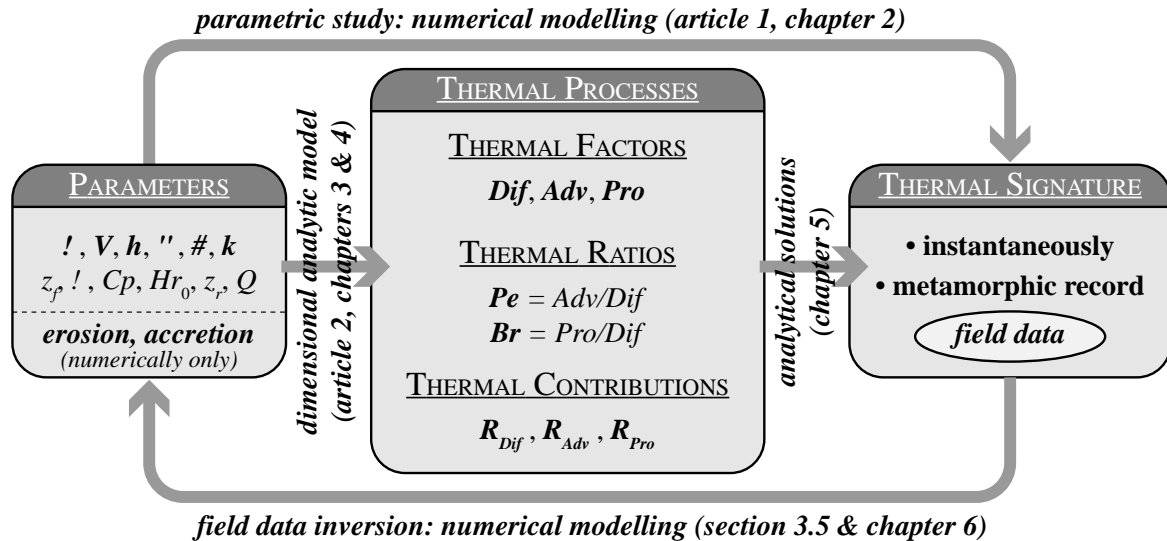 parametric study: numerical modelling (article 1, chapter 2)
PARAMETERS
!, V, h, ", #, k
z_f, !, Cp, Hr_0, z_r, Q
erosion, accretion
(numerically only)
dimensional analytic model
(article 2, chapters 3 & 4)
THERMAL PROCESSES
THERMAL FACTORS
Dif, Adv, Pro
THERMAL RATIOS
Pe = Adv/Dif
Br = Pro/Dif
THERMAL CONTRIBUTIONS
R_Dif , R_Adv , R_Pro
analytical solutions
(chapter 5)
THERMAL SIGNATURE
• instantaneously
• metamorphic record
field data
field data inversion: numerical modelling (section 3.5 & chapter 6)